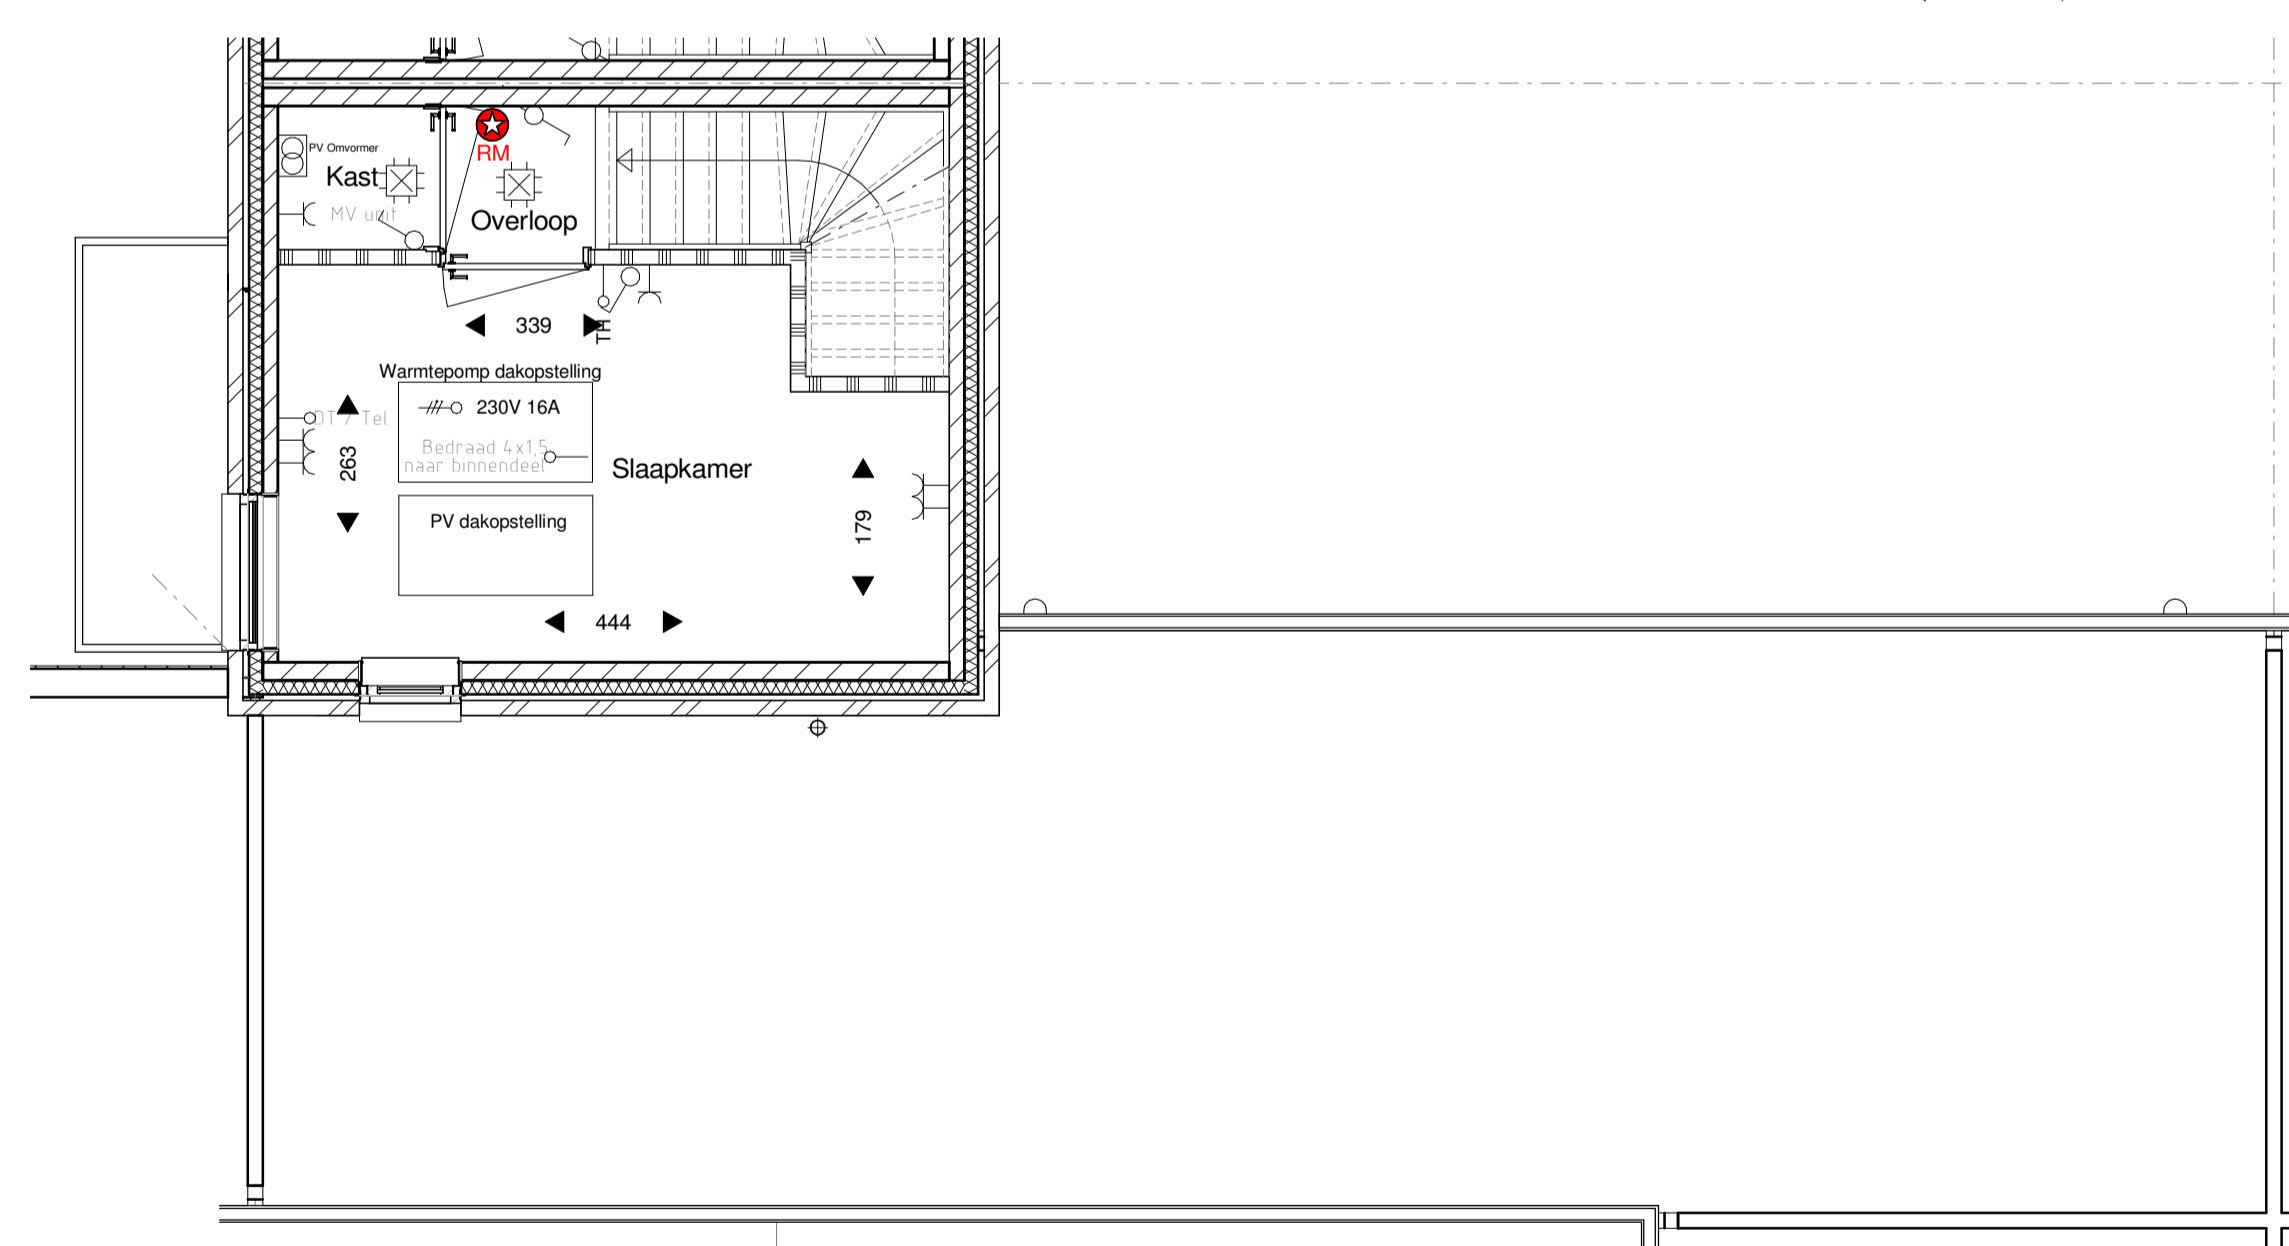 PV Omvormer
RM
Kast
MV unit
Overloop
339
TH
Warmtepomp dakopstelling
230V 16A
DT / Tel
Bedraad 4x1,5
naar binnendeel
263
Slaapkamer
179
PV dakopstelling
444